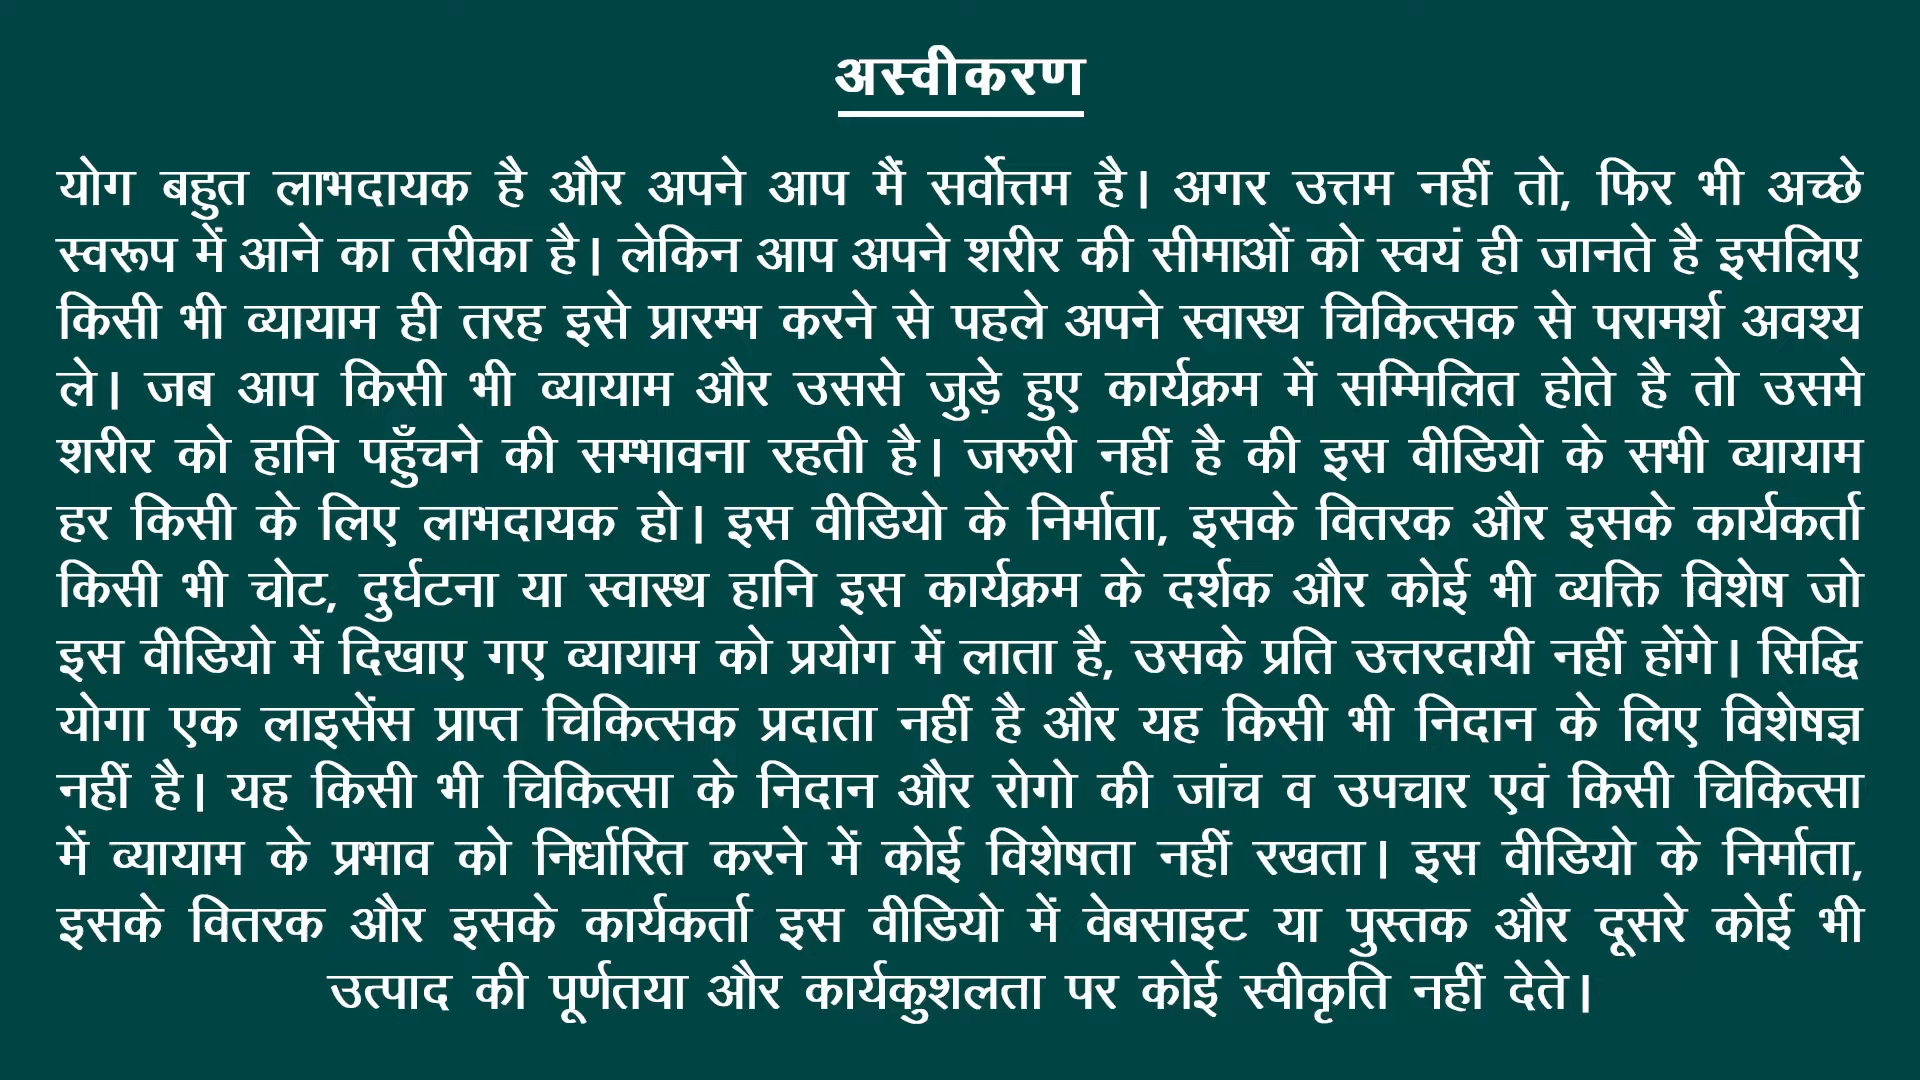 अस्वीकरण
योग बहुत लाभदायक है और अपने आप मैं सर्वोत्तम है। अगर उत्तम नहीं तो, फिर भी अच्छे
स्वरूप में आने का तरीका है। लेकिन आप अपने शरीर की सीमाओं को स्वयं ही जानते है इसलिए
किसी भी व्यायाम ही तरह इसे प्रारम्भ करने से पहले अपने स्वास्थ चिकित्सक से परामर्श अवश्य
ले। जब आप किसी भी व्यायाम और उससे जुड़े हुए कार्यक्रम में सम्मिलित होते है तो उसमे
शरीर को हानि पहुँचने की सम्भावना रहती है। जरुरी नहीं है की इस वीडियो के सभी व्यायाम
हर किसी के लिए लाभदायक हो। इस वीडियो के निर्माता, इसके वितरक और इसके कार्यकर्ता
किसी भी चोट, दुर्घटना या स्वास्थ हानि इस कार्यक्रम के दर्शक और कोई भी व्यक्ति विशेष जो
इस वीडियो में दिखाए गए व्यायाम को प्रयोग में लाता है, उसके प्रति उत्तरदायी नहीं होंगे। सिद्धि
योगा एक लाइसेंस प्राप्त चिकित्सक प्रदाता नहीं है और यह किसी भी निदान के लिए विशेषज्ञ
नहीं है। यह किसी भी चिकित्सा के निदान और रोगो की जांच व उपचार एवं किसी चिकित्सा
में व्यायाम के प्रभाव को निर्धारित करने में कोई विशेषता नहीं रखता। इस वीडियो के निर्माता,
इसके वितरक और इसके कार्यकर्ता इस वीडियो में वेबसाइट या पुस्तक और दूसरे कोई भी
उत्पाद की पूर्णतया और कार्यकुशलता पर कोई स्वीकृति नहीं देते।